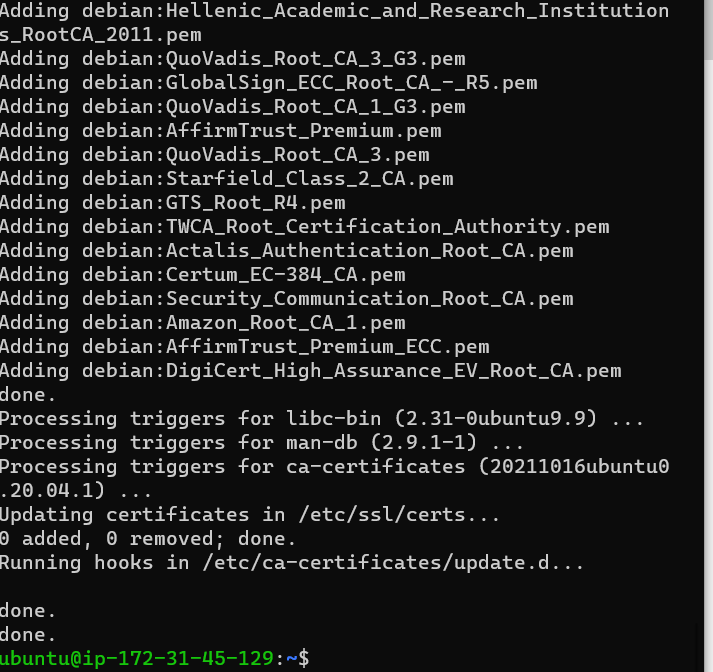 Adding debian:Hellenic_Academic_and_Research_Institution
s_RootCA_2011.pem
Adding debian:QuoVadis_Root_CA_3_G3.pem
Adding debian:GlobalSign_ECC_Root_CA_-_R5.pem
Adding debian:QuoVadis_Root_CA_1_G3.pem
Adding debian:AffirmTrust_Premium.pem
Adding debian:QuoVadis_Root_CA_3.pem
Adding debian:Starfield_Class_2_CA.pem
Adding debian:GTS_Root_R4.pem
Adding debian:TWCA_Root_Certification_Authority.pem
Adding debian:Actalis_Authentication_Root_CA.pem
Adding debian:Certum_EC-384_CA.pem
Adding debian:Security_Communication_Root_CA.pem
Adding debian:Amazon_Root_CA_1.pem
Adding debian:AffirmTrust_Premium_ECC.pem
Adding debian:DigiCert_High_Assurance_EV_Root_CA.pem
done.
Processing triggers for libc-bin (2.31-0ubuntu9.9) ...
Processing triggers for man-db (2.9.1-1) ...
Processing triggers for ca-certificates (20211016ubuntu0
.20.04.1) ...
Updating certificates in /etc/ssl/certs...
0 added, 0 removed; done.
Running hooks in /etc/ca-certificates/update.d...
done.
done.
ubuntu@ip-172-31-45-129:~$